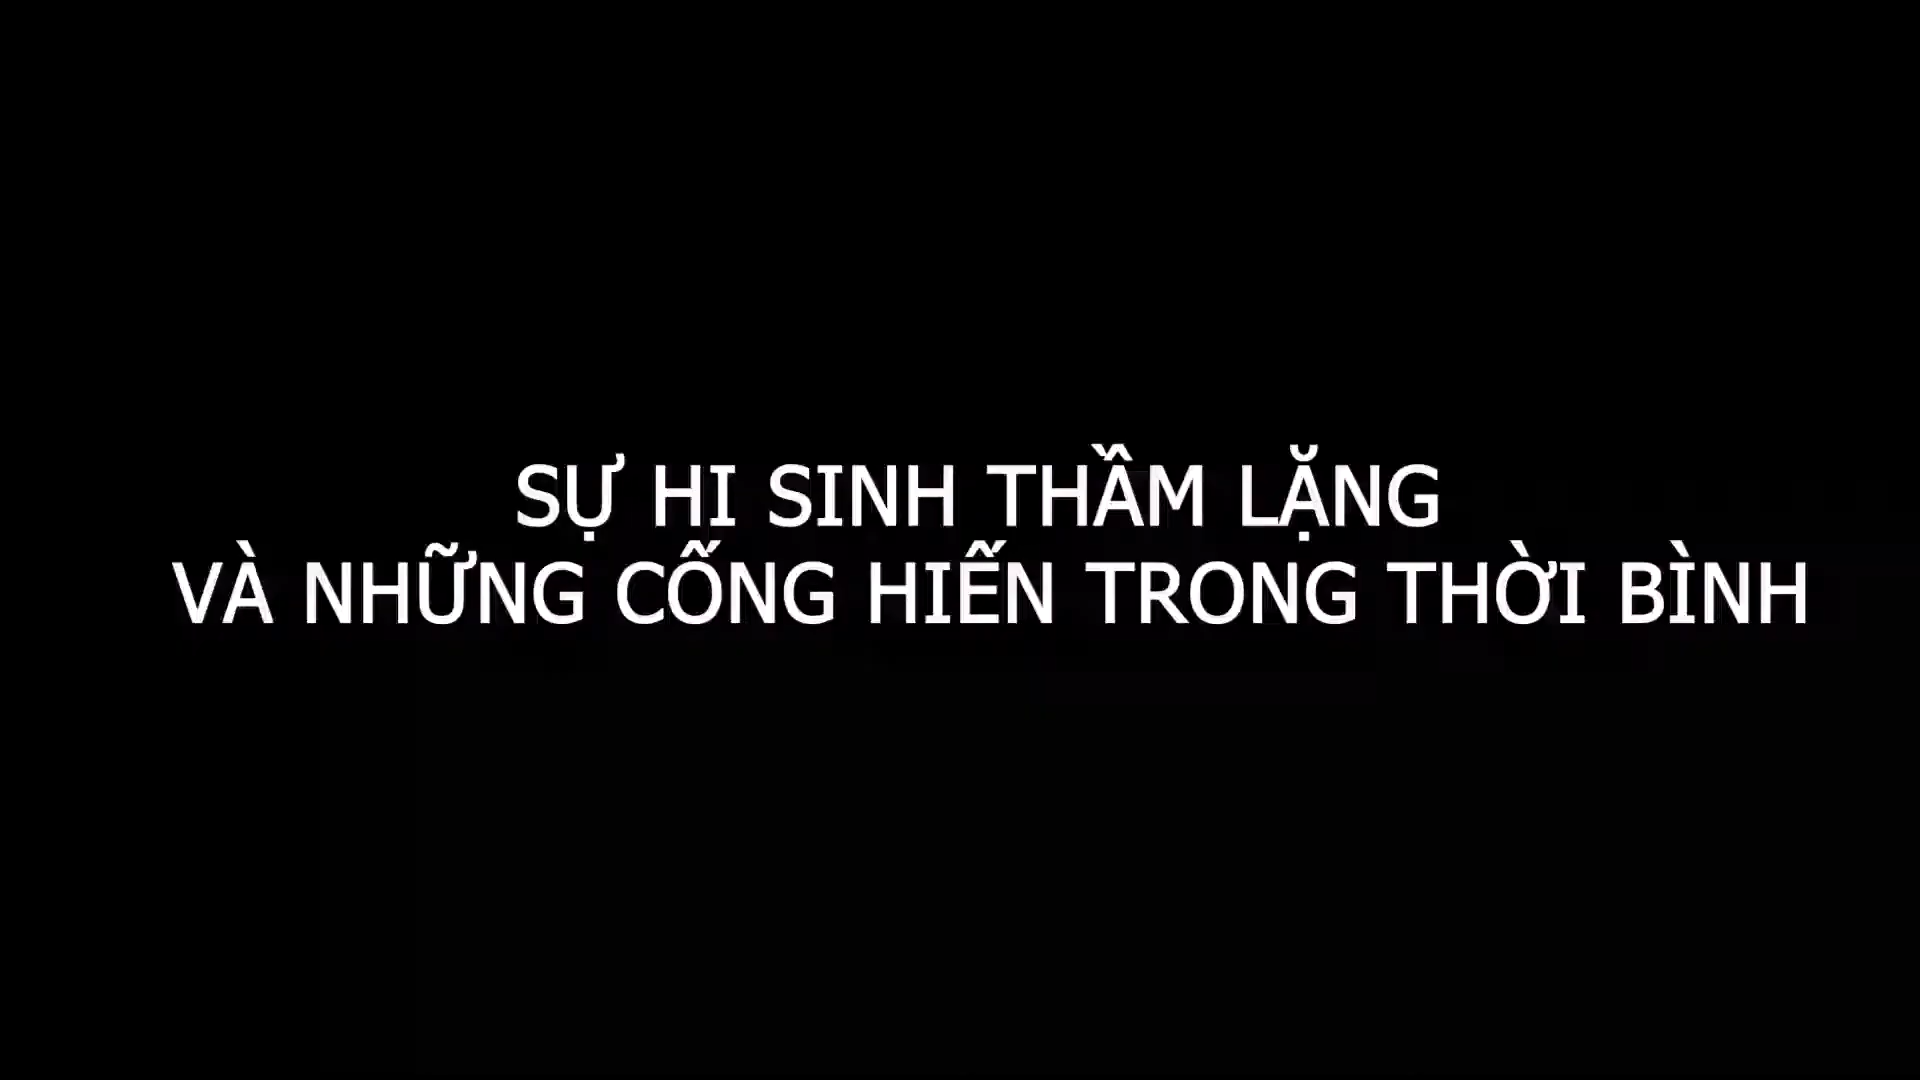 SỰ HI SINH THẦM LẶNG
VÀ NHỮNG CỐNG HIẾN TRONG THỜI BÌNH